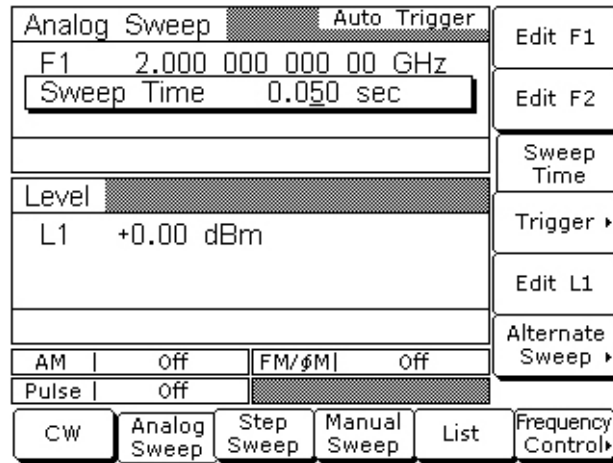 Analog Sweep Auto Trigger
F1 2.000 000 000 00 GHz
Sweep Time 0.050 sec
Level
L1 +0.00 dBm
AM | Off FM/ϕM| Off
Pulse | Off
Edit F1
Edit F2
Sweep
Time
Trigger ▸
Edit L1
Alternate
Sweep ▸
CW
Analog
Sweep
Step
Sweep
Manual
Sweep
List
Frequency
Control▸